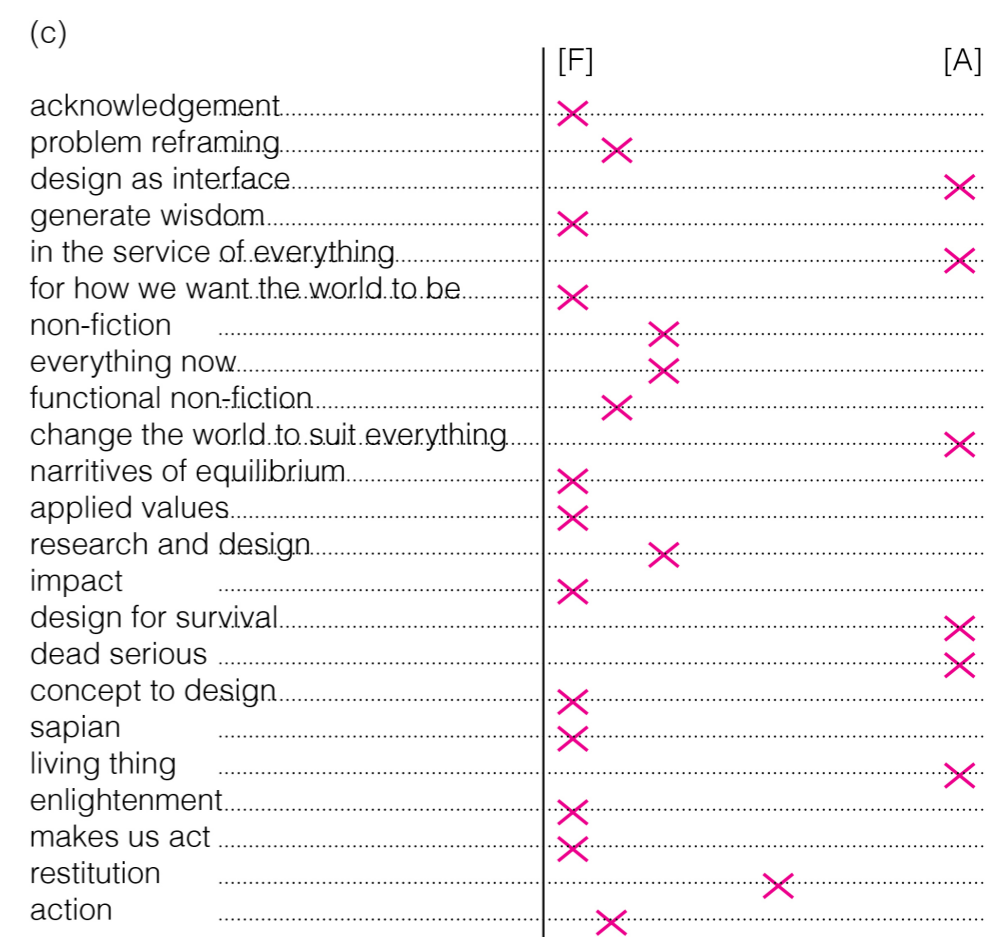 (c)
[F] [A]
acknowledgement
problem reframing
design as interface
generate wisdom
in the service of everything
for how we want the world to be
non-fiction
everything now
functional non-fiction
change the world to suit everything
narritives of equilibrium
applied values
research and design
impact
design for survival
dead serious
concept to design
sapian
living thing
enlightenment
makes us act
restitution
action